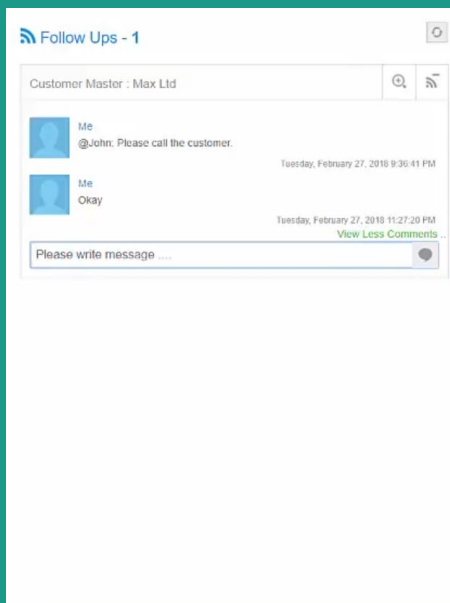 Follow Ups - 1
Customer Master : Max Ltd
Me
@John: Please call the customer.
Tuesday, February 27, 2018 9:36:41 PM
Me
Okay
Tuesday, February 27, 2018 11:27:20 PM
View Less Comments ..
Please write message ....